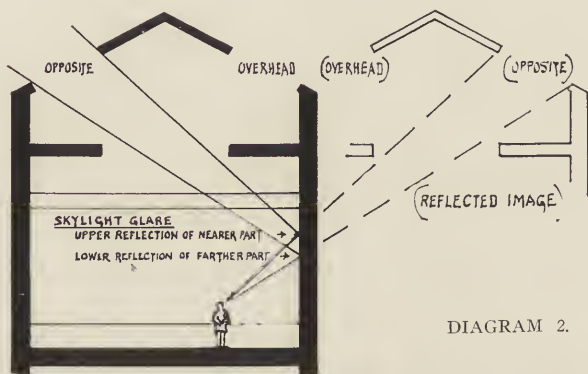 OPPOSITE OVERHEAD (OVERHEAD) (OPPOSITE)
(REFLECTED IMAGE)
SKYLIGHT GLARE
UPPER REFLECTION OF NEARER PART →
LOWER REFLECTION OF FARTHER PART →
DIAGRAM 2.